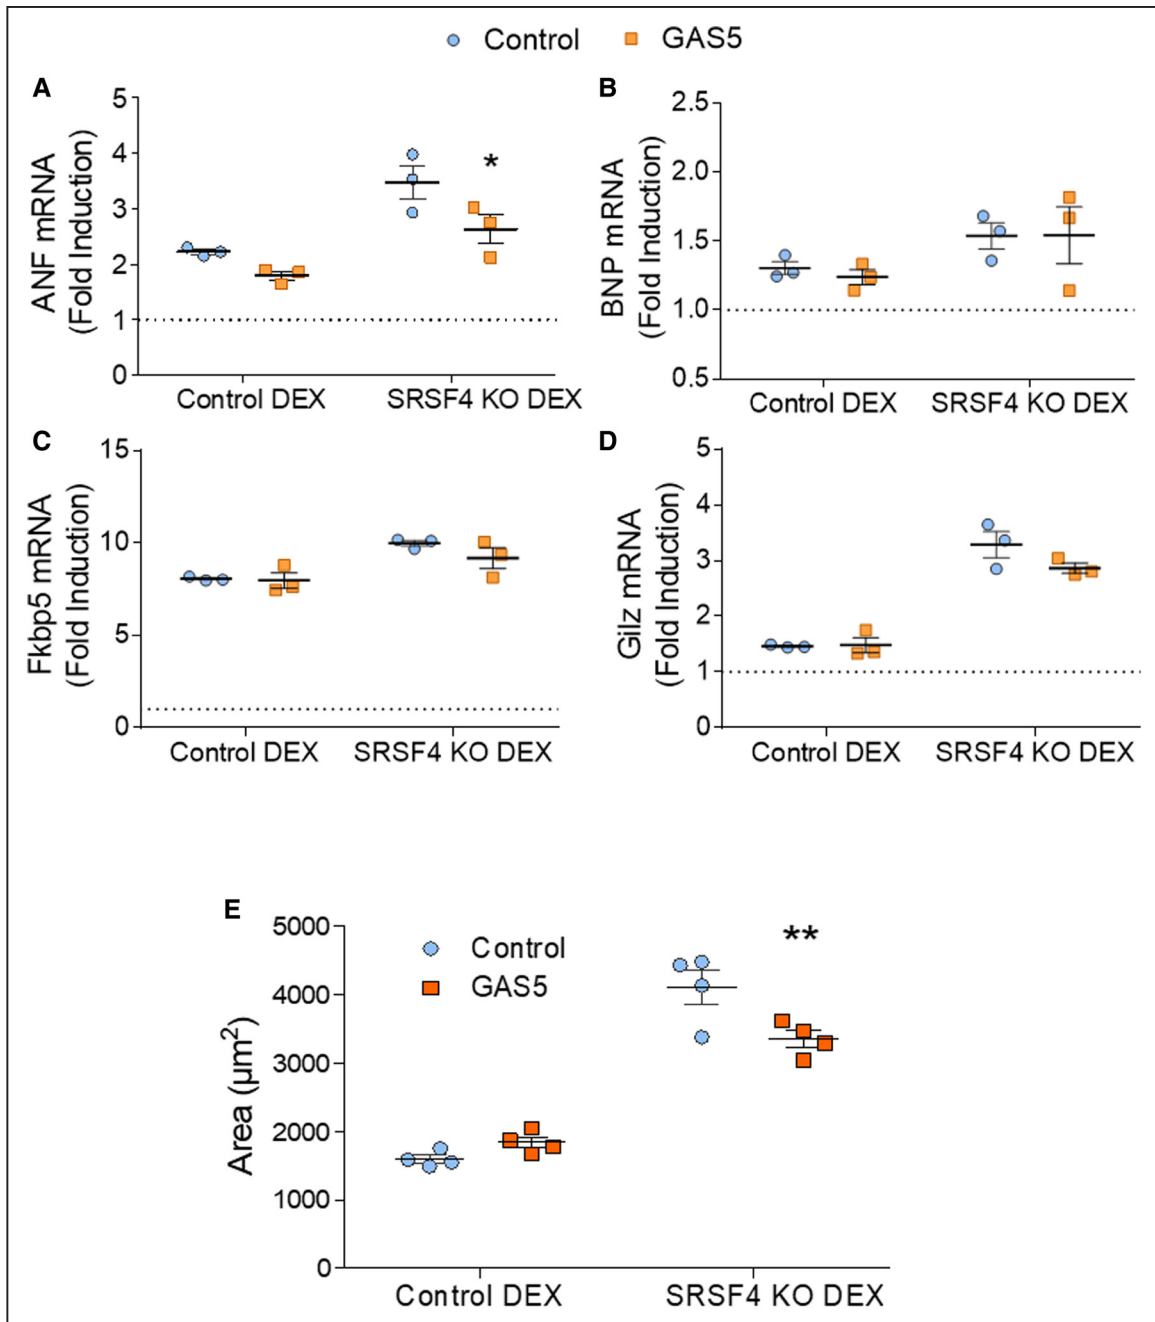 Control GAS5
A
ANF mRNA
(Fold Induction)
5
4
3
2
1
0
*
Control DEX SRSF4 KO DEX
B
BNP mRNA
(Fold Induction)
2.5
2.0
1.5
1.0
0.5
Control DEX SRSF4 KO DEX
C
Fkbp5 mRNA
(Fold Induction)
15
10
5
0
Control DEX SRSF4 KO DEX
D
Gilz mRNA
(Fold Induction)
5
4
3
2
1
0
Control DEX SRSF4 KO DEX
E
Area (µm²)
5000
4000
3000
2000
1000
0
Control
GAS5
**
Control DEX SRSF4 KO DEX